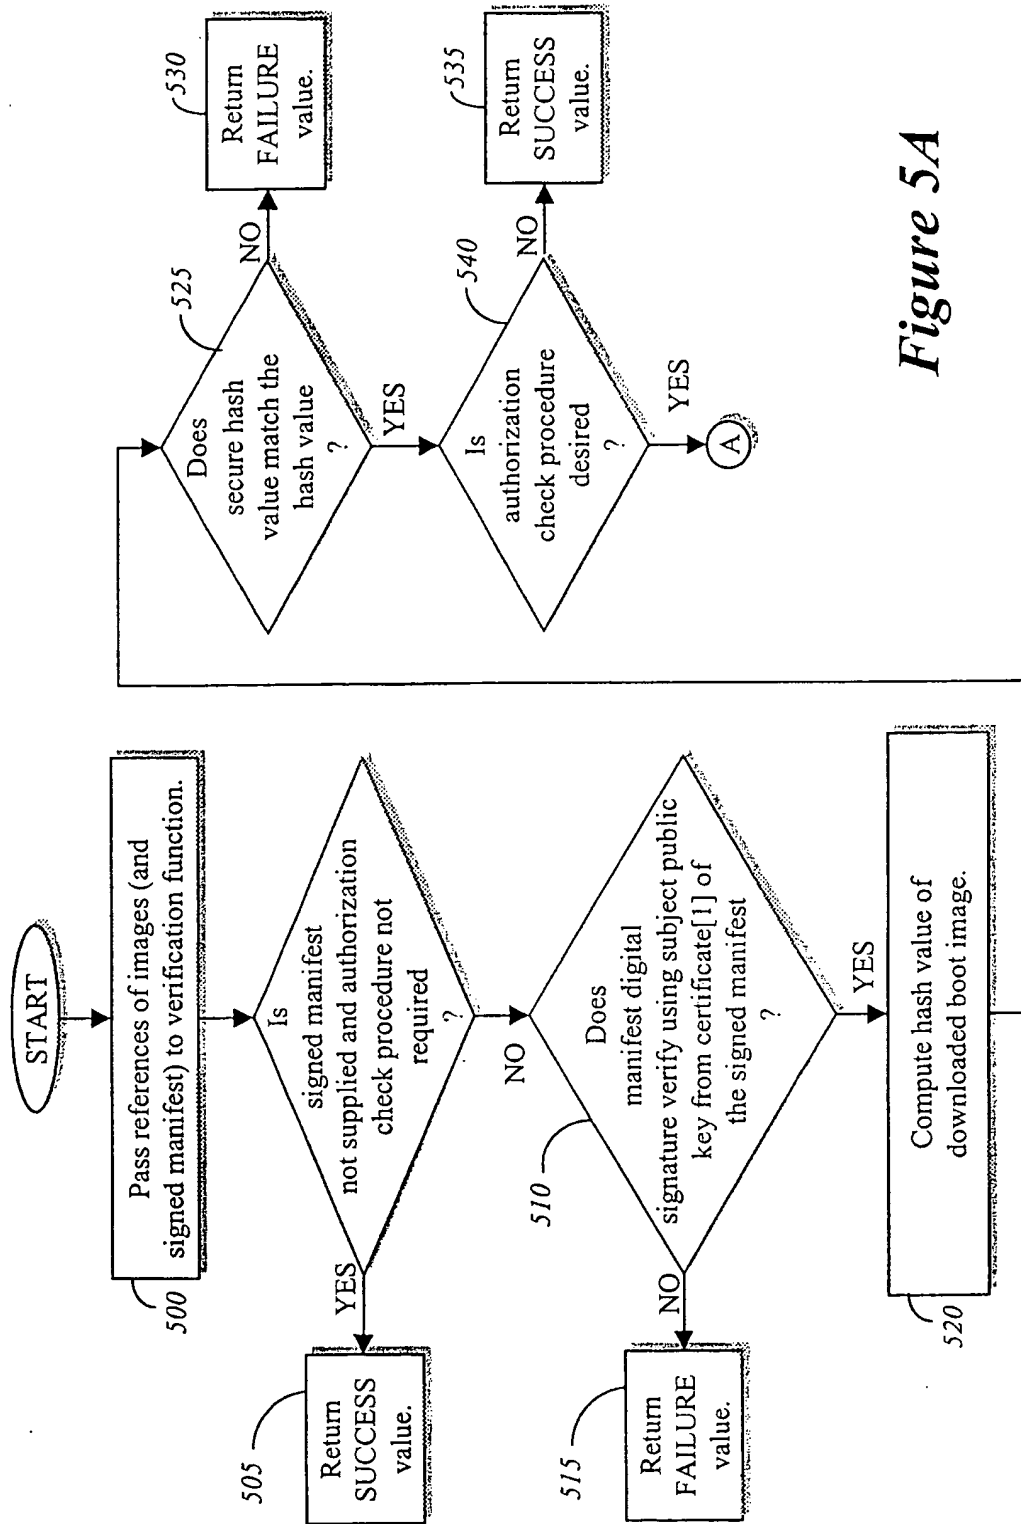 START
Pass references of images (and
signed manifest) to verification function.
500
Is
signed manifest
not supplied and authorization
check procedure not
required
?
YES
505
Return
SUCCESS
value.
NO
Does
manifest digital
signature verify using subject public
key from certificate[1] of
the signed manifest
?
510
NO
515
Return
FAILURE
value.
YES
Compute hash value of
downloaded boot image.
520
Does
secure hash
value match the
hash value
?
525
NO
530
Return
FAILURE
value.
YES
Is
authorization
check procedure
desired
?
540
NO
535
Return
SUCCESS
value.
YES
A
Figure 5A